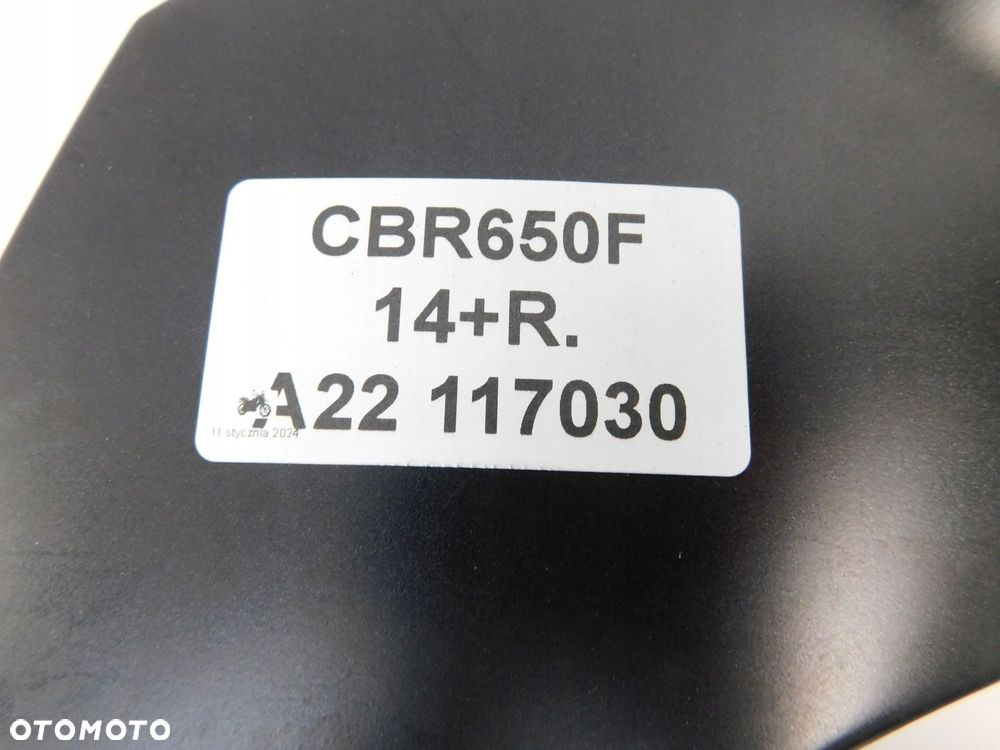 CBR650F
14+R.
A22 117030
11 stycznia 2024
OTOMOTO